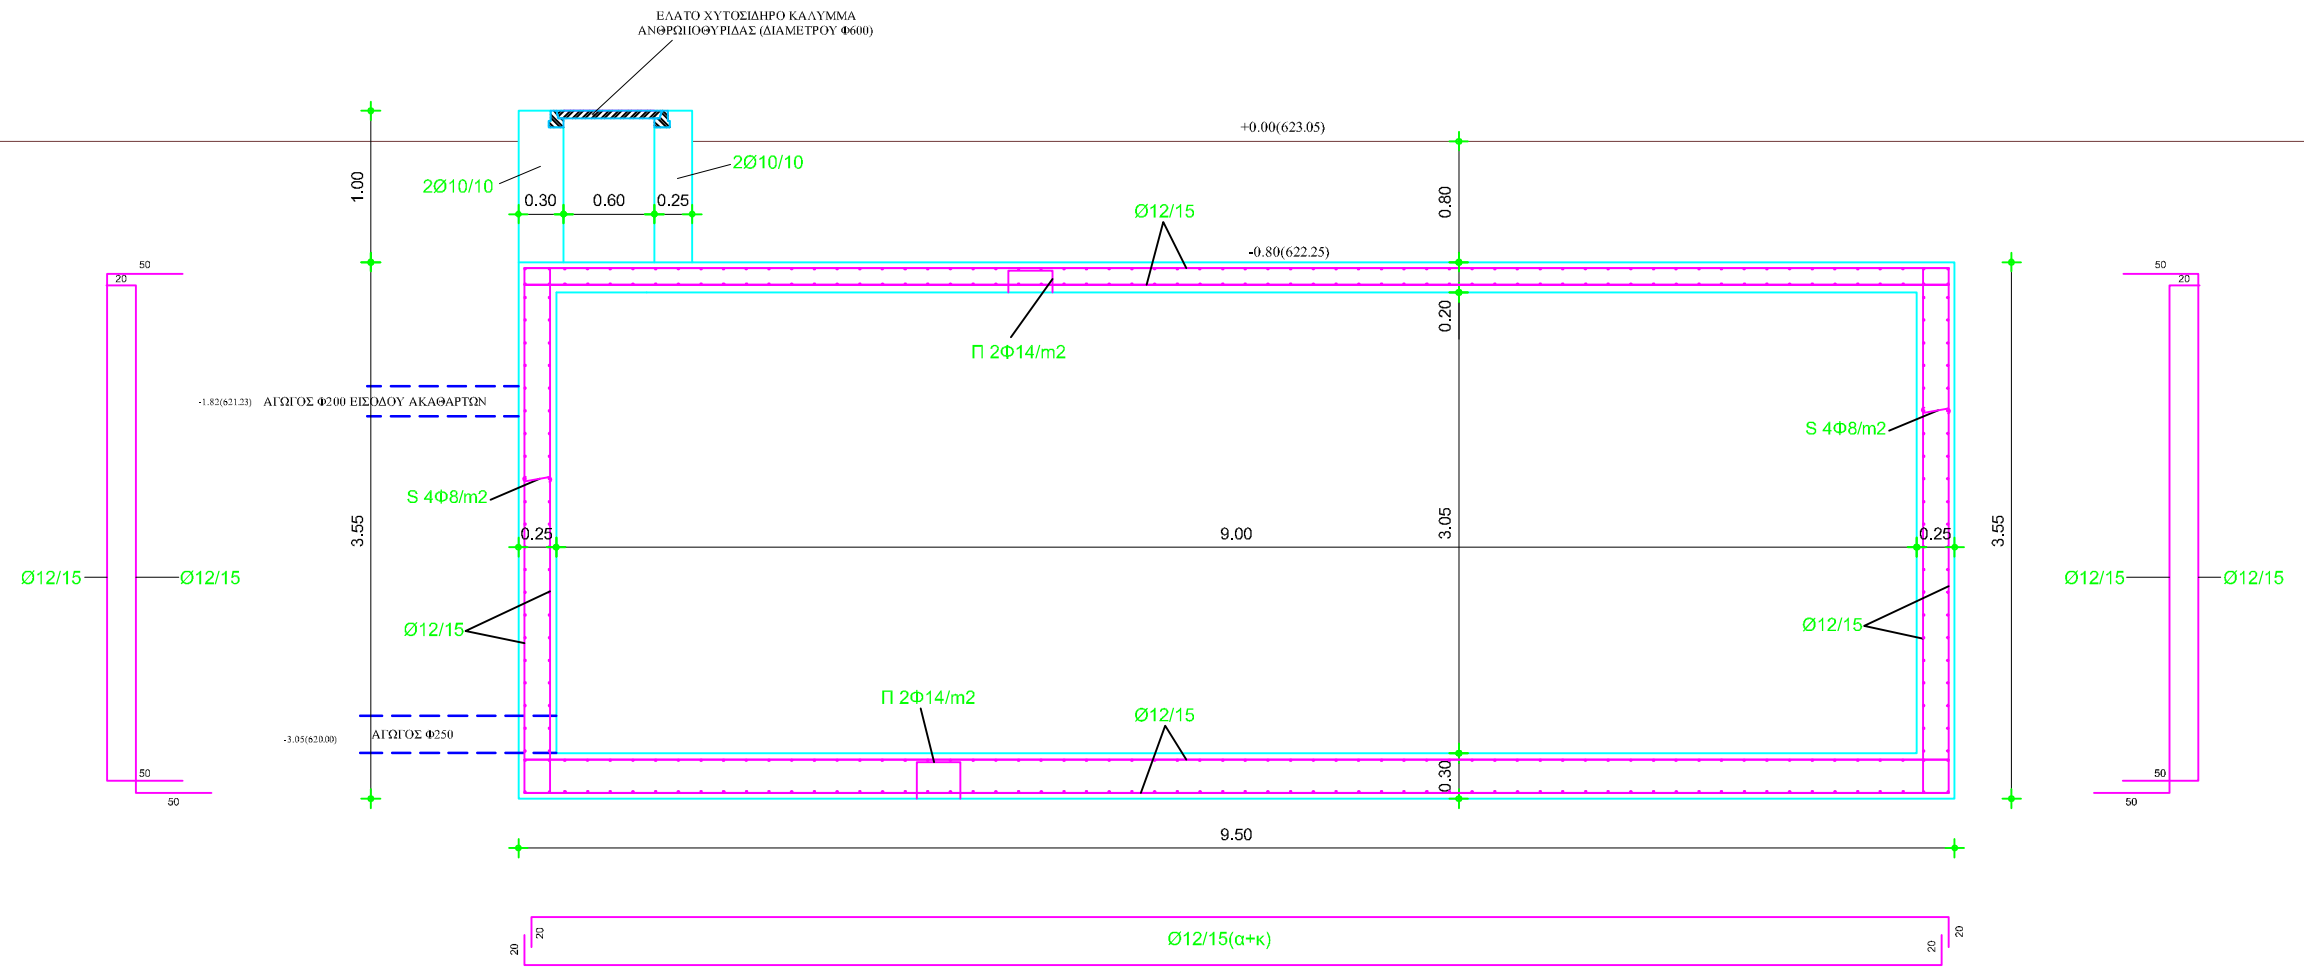 ΕΛΑΤΟ ΧΥΤΟΣΙΔΗΡΟ ΚΑΛΥΜΜΑ
ΑΝΘΡΩΠΟΘΥΡΙΔΑΣ (ΔΙΑΜΕΤΡΟΥ Φ600)
+0.00(623.05)
2Ø10/10
2Ø10/10
1.00
0.30
0.60
0.25
0.80
Ø12/15
-0.80(622.25)
50
20
50
20
0.20
Π 2Φ14/m2
-1.82(621.23)
ΑΓΩΓΟΣ Φ200 ΕΙΣΟΔΟΥ ΑΚΑΘΑΡΤΩΝ
S 4Φ8/m2
S 4Φ8/m2
3.55
0.25
9.00
3.05
0.25
3.55
Ø12/15
Ø12/15
Ø12/15
Ø12/15
Ø12/15
Ø12/15
Π 2Φ14/m2
Ø12/15
-3.05(620.00)
ΑΓΩΓΟΣ Φ250
50
50
0.30
50
50
9.50
20
20
Ø12/15(α+κ)
20
20